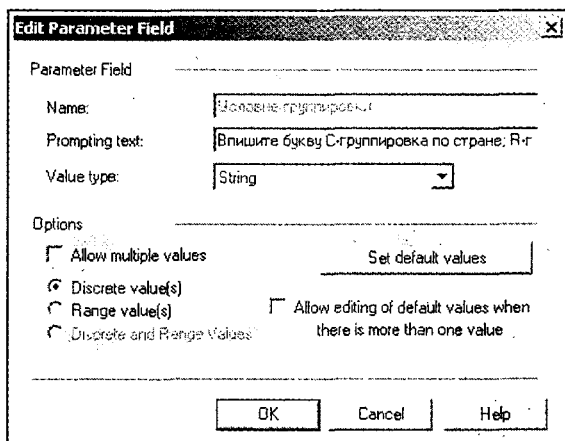 Edit Parameter Field
Parameter Field
Name: Условие группировки
Prompting text: Впишите букву С-группировка по стране; R-г
Value type: String
Options
Allow multiple values
Set default values
Discrete value(s)
Range value(s)
Allow editing of default values when
there is more than one value
Discrete and Range Values
OK Cancel Help